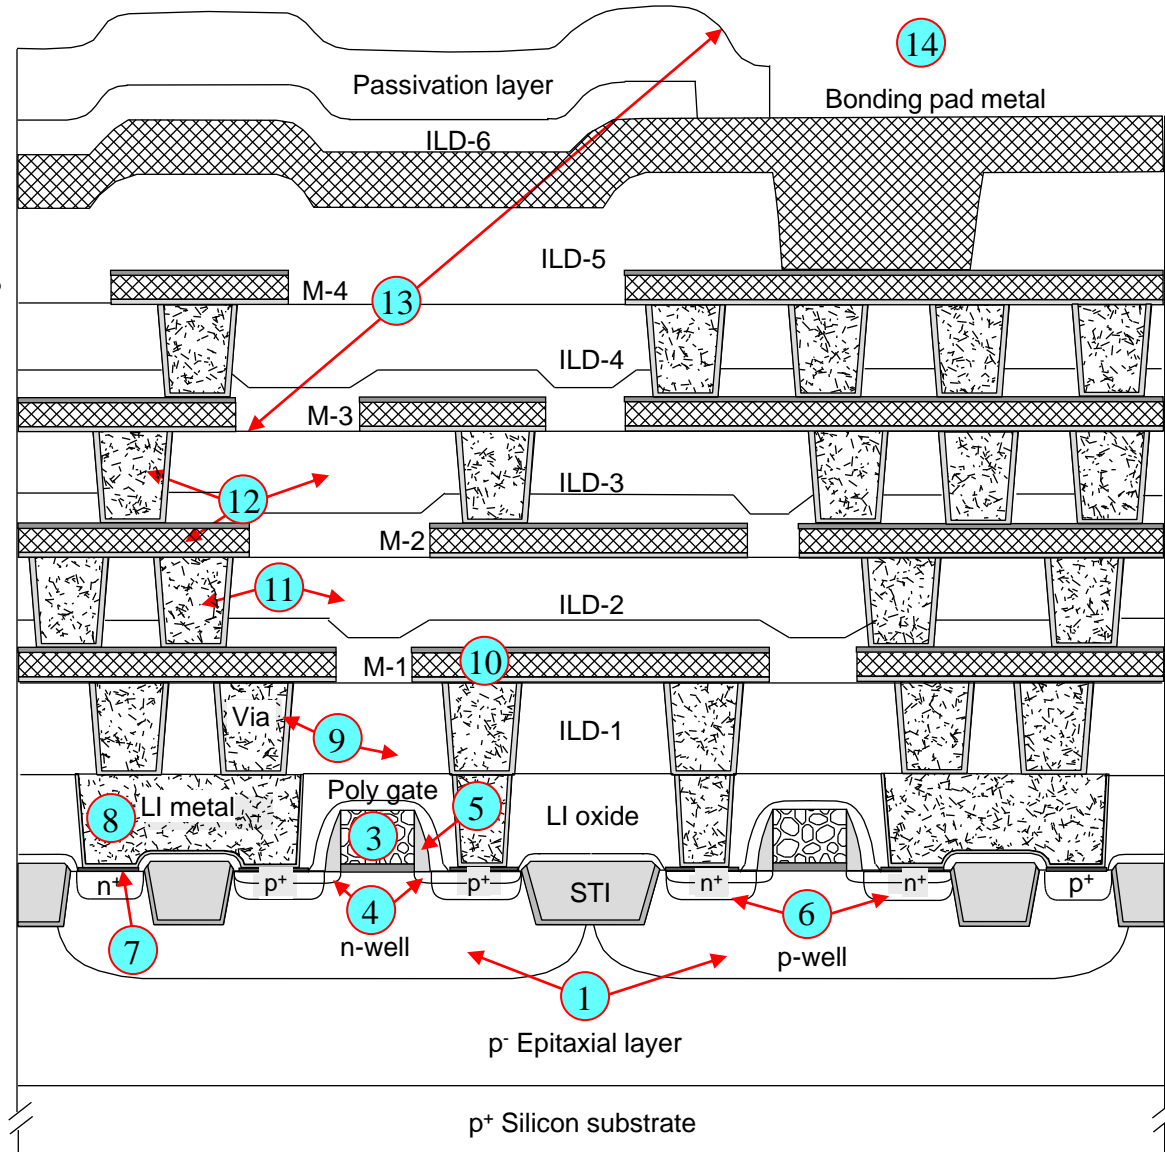 14
Passivation layer
Bonding pad metal
ILD-6
ILD-5
M-4
13
ILD-4
M-3
12
ILD-3
M-2
11
ILD-2
M-1
10
Via
9
ILD-1
Poly gate
8
LI metal
3
5
LI oxide
n+
p+
p+
STI
n+
n+
p+
4
6
7
n-well
p-well
1
p- Epitaxial layer
p+ Silicon substrate